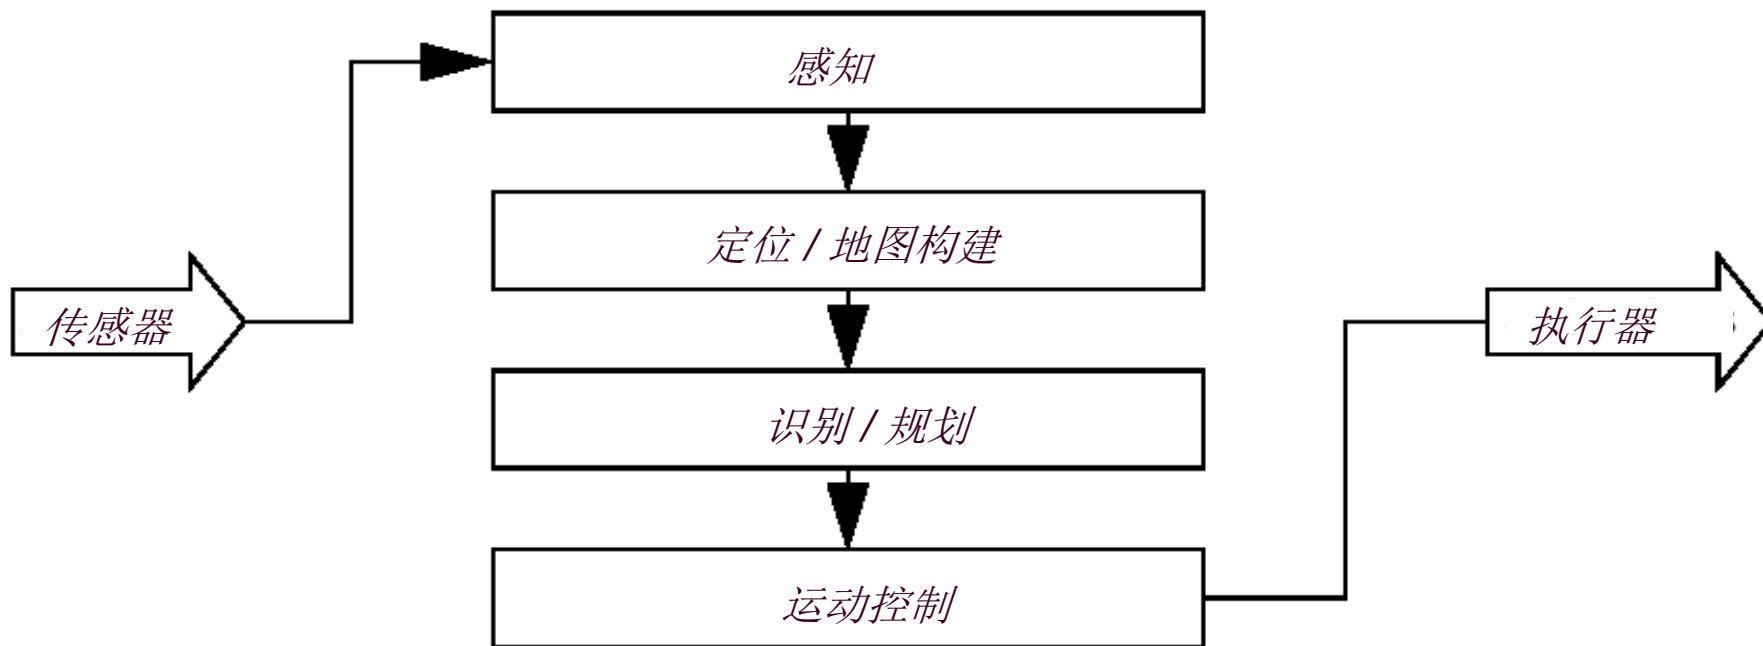 感知
定位 / 地图构建
传感器
执行器
识别 / 规划
运动控制